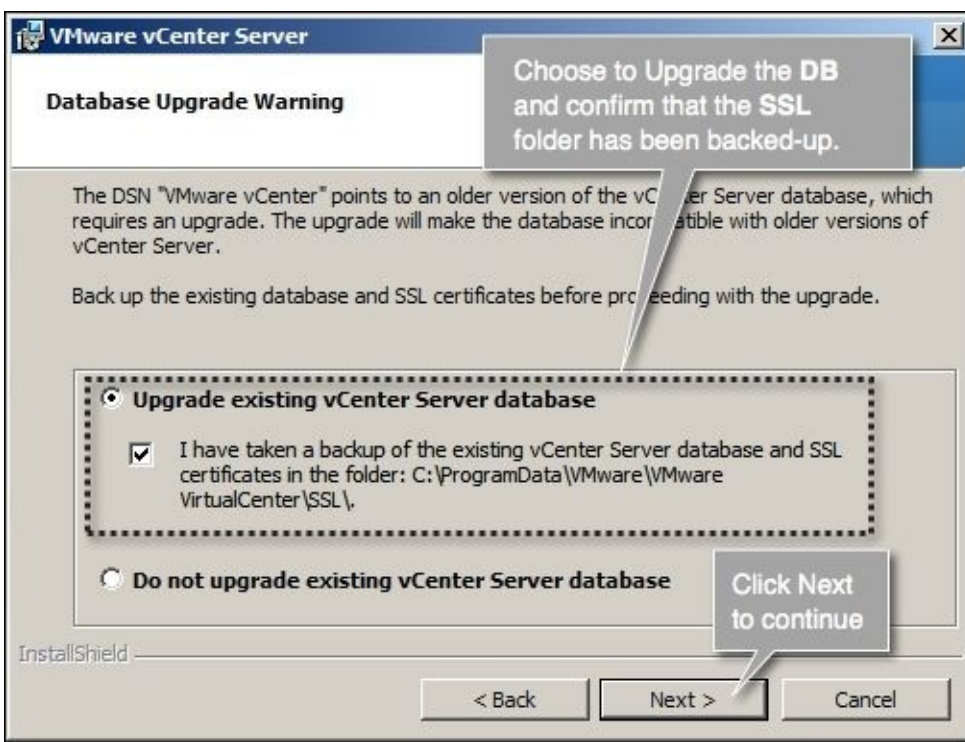 VMware vCenter Server
Choose to Upgrade the DB
and confirm that the SSL
folder has been backed-up.
Database Upgrade Warning
The DSN "VMware vCenter" points to an older version of the vC er Server database, which
requires an upgrade. The upgrade will make the database incor atible with older versions of
vCenter Server.
Back up the existing database and SSL certificates before pr eeding with the upgrade.
Upgrade existing vCenter Server database
I have taken a backup of the existing vCenter Server database and SSL
certificates in the folder: C:\ProgramData\VMware\VMware
VirtualCenter\SSL\.
Do not upgrade existing vCenter Server database
Click Next
to continue
InstallShield
< Back
Next >
Cancel